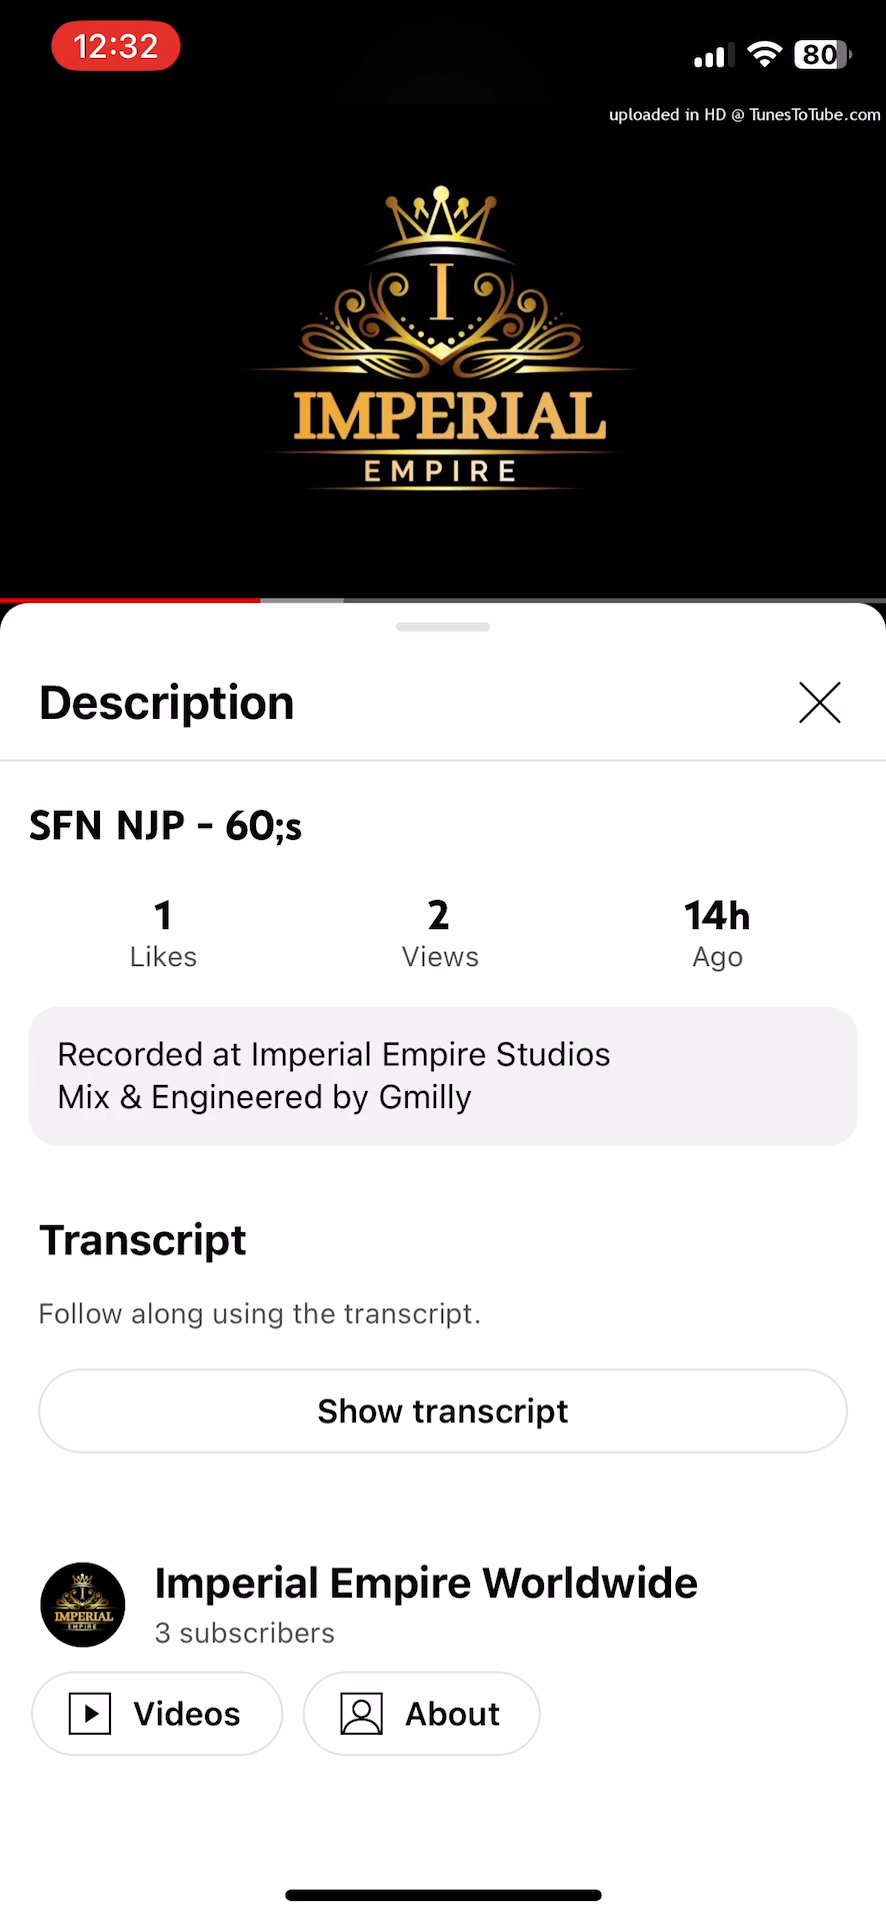 12:32
80
uploaded in HD @ TunesToTube.com
I
IMPERIAL
EMPIRE
Description
SFN NJP - 60;s
1
Likes
2
Views
14h
Ago
Recorded at Imperial Empire Studios
Mix & Engineered by Gmilly
Transcript
Follow along using the transcript.
Show transcript
I
IMPERIAL
EMPIRE
Imperial Empire Worldwide
3 subscribers
Videos
About